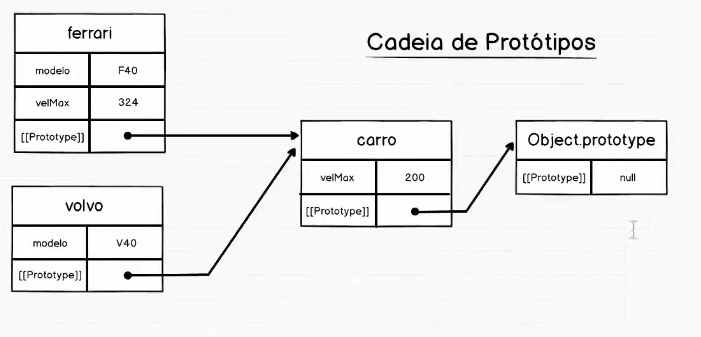 Cadeia de Protótipos
ferrari
modelo F40
velMax 324
[[Prototype]]
volvo
modelo V40
[[Prototype]]
carro
velMax 200
[[Prototype]]
Object.prototype
[[Prototype]] null